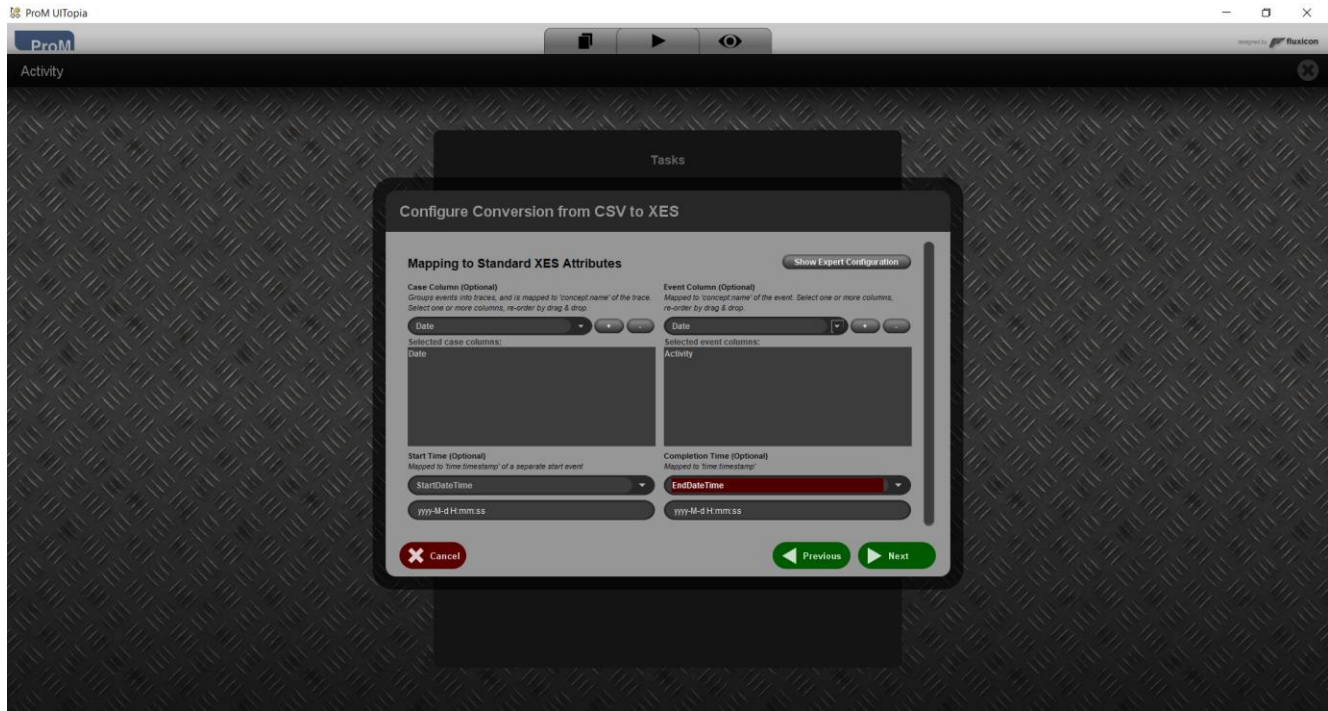 ProM UITopia
ProM
designed by fluxicon
Activity
Tasks
Configure Conversion from CSV to XES
Mapping to Standard XES Attributes
Show Expert Configuration
Case Column (Optional)
Groups events into traces, and is mapped to 'concept:name' of the trace.
Select one or more columns, re-order by drag & drop.
Date
+ -
Selected case columns:
Date
Event Column (Optional)
Mapped to 'concept:name' of the event. Select one or more columns,
re-order by drag & drop.
Date
+ -
Selected event columns:
Activity
Start Time (Optional)
Mapped to 'time:timestamp' of a separate start event
StartDateTime
yyyy-M-d H:mm:ss
Completion Time (Optional)
Mapped to 'time:timestamp'
EndDateTime
yyyy-M-d H:mm:ss
Cancel
Previous
Next